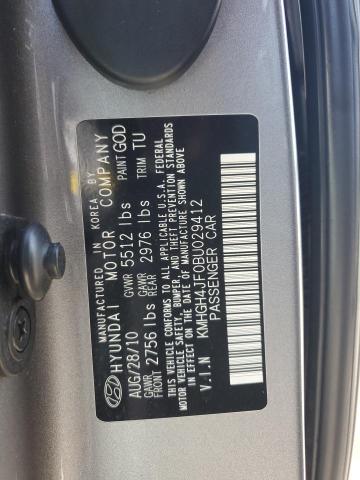 MANUFACTURED IN KOREA BY
HYUNDAI MOTOR COMPANY
AUG/28/10 GVWR 5512 lbs PAINT GOD
GAWR FRONT 2756 lbs GAWR REAR 2976 lbs TRIM TU
THIS VEHICLE CONFORMS TO ALL APPLICABLE U.S.A. FEDERAL
MOTOR VEHICLE SAFETY, BUMPER, AND THEFT PREVENTION STANDARDS
IN EFFECT ON THE DATE OF MANUFACTURE SHOWN ABOVE
V.I.N KMHGH4JF0BU029412
PASSENGER CAR